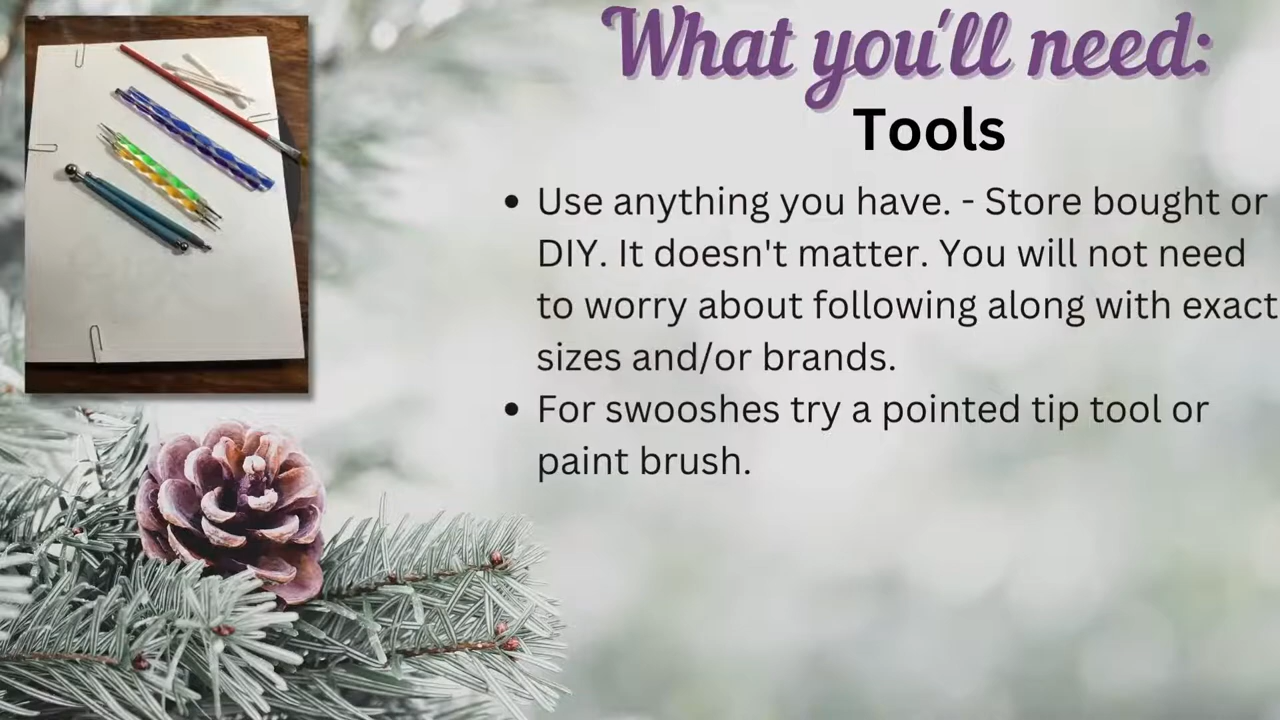 What you'll need:
Tools
• Use anything you have. - Store bought or
DIY. It doesn't matter. You will not need
to worry about following along with exact
sizes and/or brands.
• For swooshes try a pointed tip tool or
paint brush.